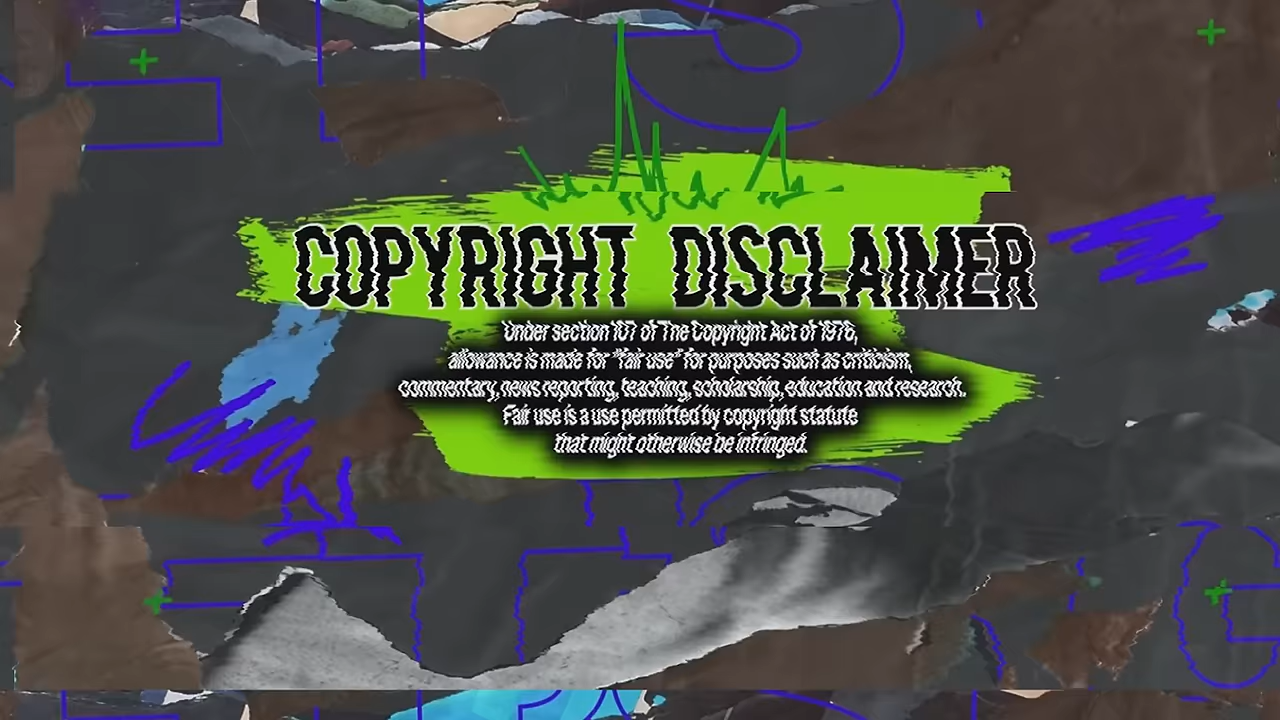 COPYRIGHT DISCLAIMER
Under section 107 of The Copyright Act of 1976,
allowance is made for "fair use" for purposes such as criticism,
commentary, news reporting, teaching, scholarship, education and research.
Fair use is a use permitted by copyright statute
that might otherwise be infringed.